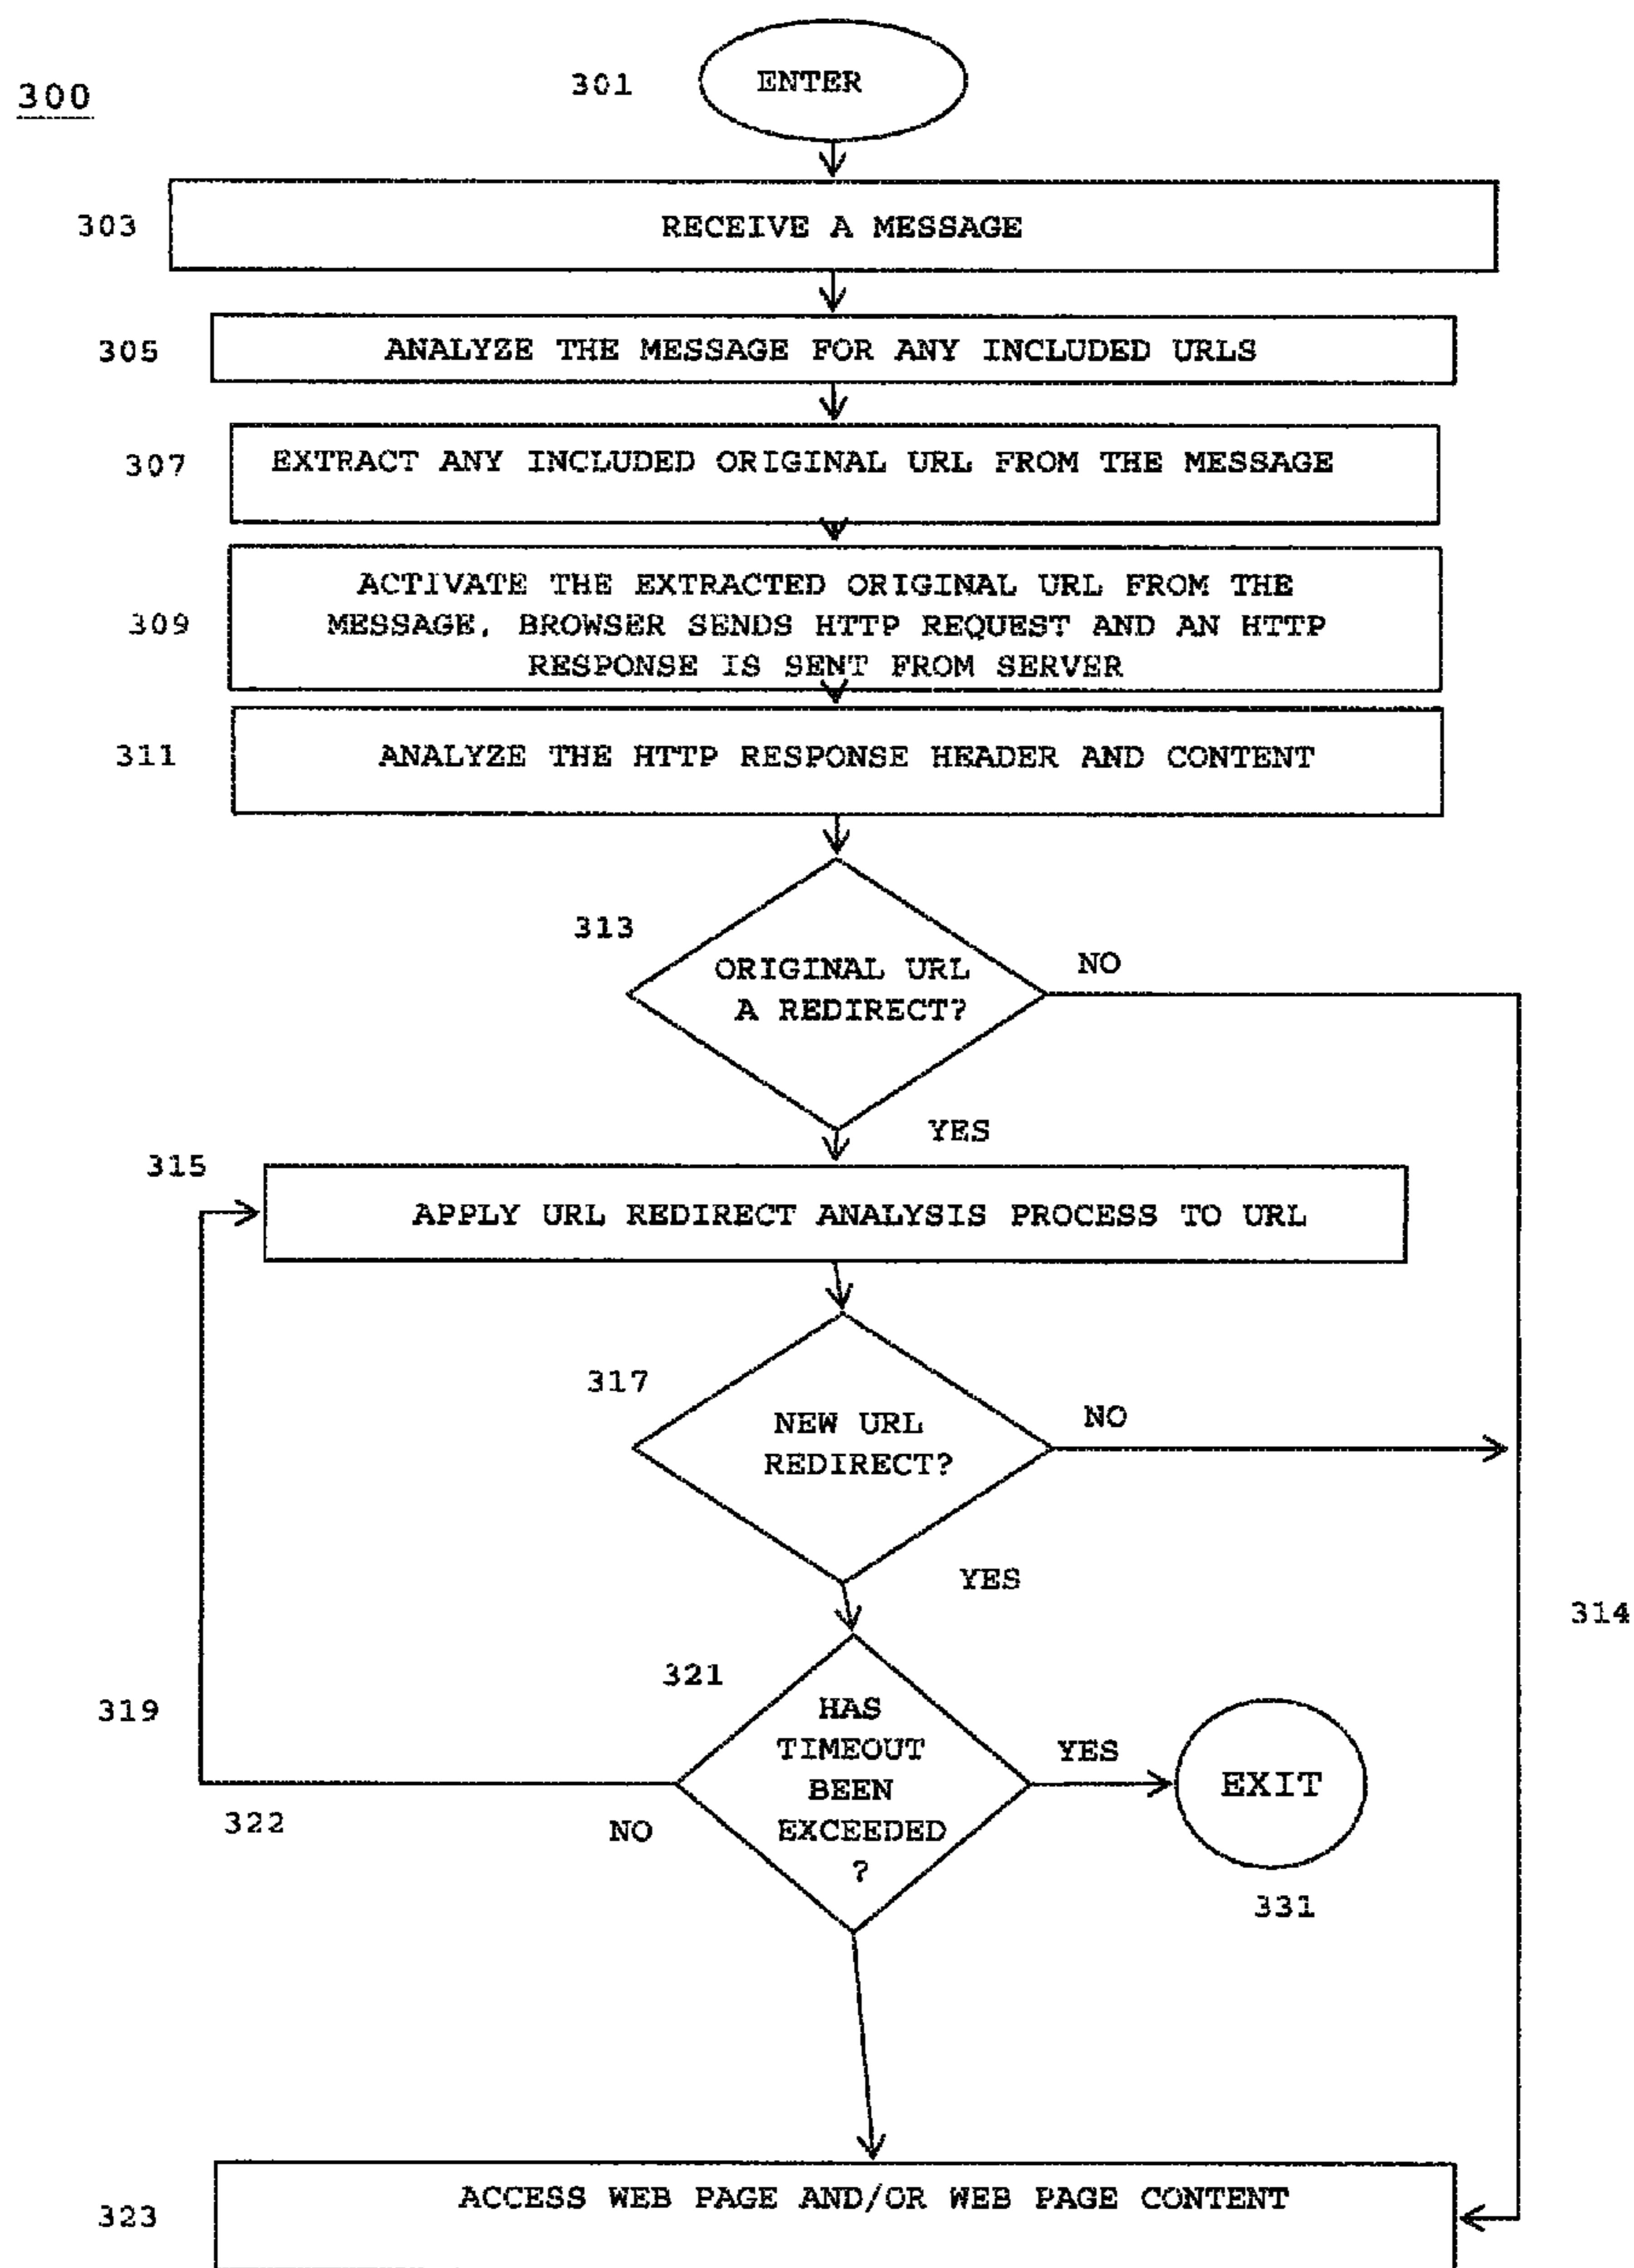 300
301
ENTER
303
RECEIVE A MESSAGE
305
ANALYZE THE MESSAGE FOR ANY INCLUDED URLS
307
EXTRACT ANY INCLUDED ORIGINAL URL FROM THE MESSAGE
309
ACTIVATE THE EXTRACTED ORIGINAL URL FROM THE
MESSAGE. BROWSER SENDS HTTP REQUEST AND AN HTTP
RESPONSE IS SENT FROM SERVER
311
ANALYZE THE HTTP RESPONSE HEADER AND CONTENT
313
ORIGINAL URL
A REDIRECT?
NO
YES
315
APPLY URL REDIRECT ANALYSIS PROCESS TO URL
317
NEW URL
REDIRECT?
NO
YES
314
319
321
HAS
TIMEOUT
BEEN
EXCEEDED
?
YES
EXIT
331
322
NO
323
ACCESS WEB PAGE AND/OR WEB PAGE CONTENT